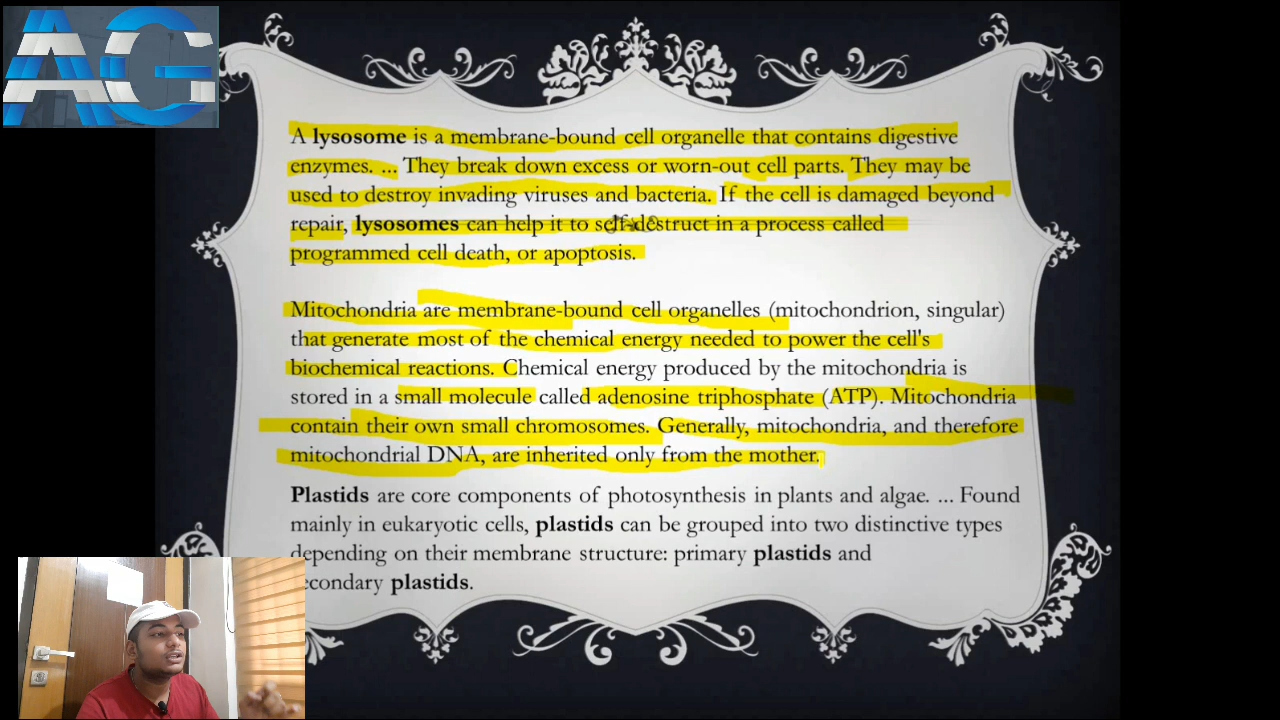 AG
A lysosome is a membrane-bound cell organelle that contains digestive
enzymes. ... They break down excess or worn-out cell parts. They may be
used to destroy invading viruses and bacteria. If the cell is damaged beyond
repair, lysosomes can help it to self-destruct in a process called
programmed cell death, or apoptosis.
Mitochondria are membrane-bound cell organelles (mitochondrion, singular)
that generate most of the chemical energy needed to power the cell's
biochemical reactions. Chemical energy produced by the mitochondria is
stored in a small molecule called adenosine triphosphate (ATP). Mitochondria
contain their own small chromosomes. Generally, mitochondria, and therefore
mitochondrial DNA, are inherited only from the mother.
Plastids are core components of photosynthesis in plants and algae. ... Found
mainly in eukaryotic cells, plastids can be grouped into two distinctive types
depending on their membrane structure: primary plastids and
econdary plastids.